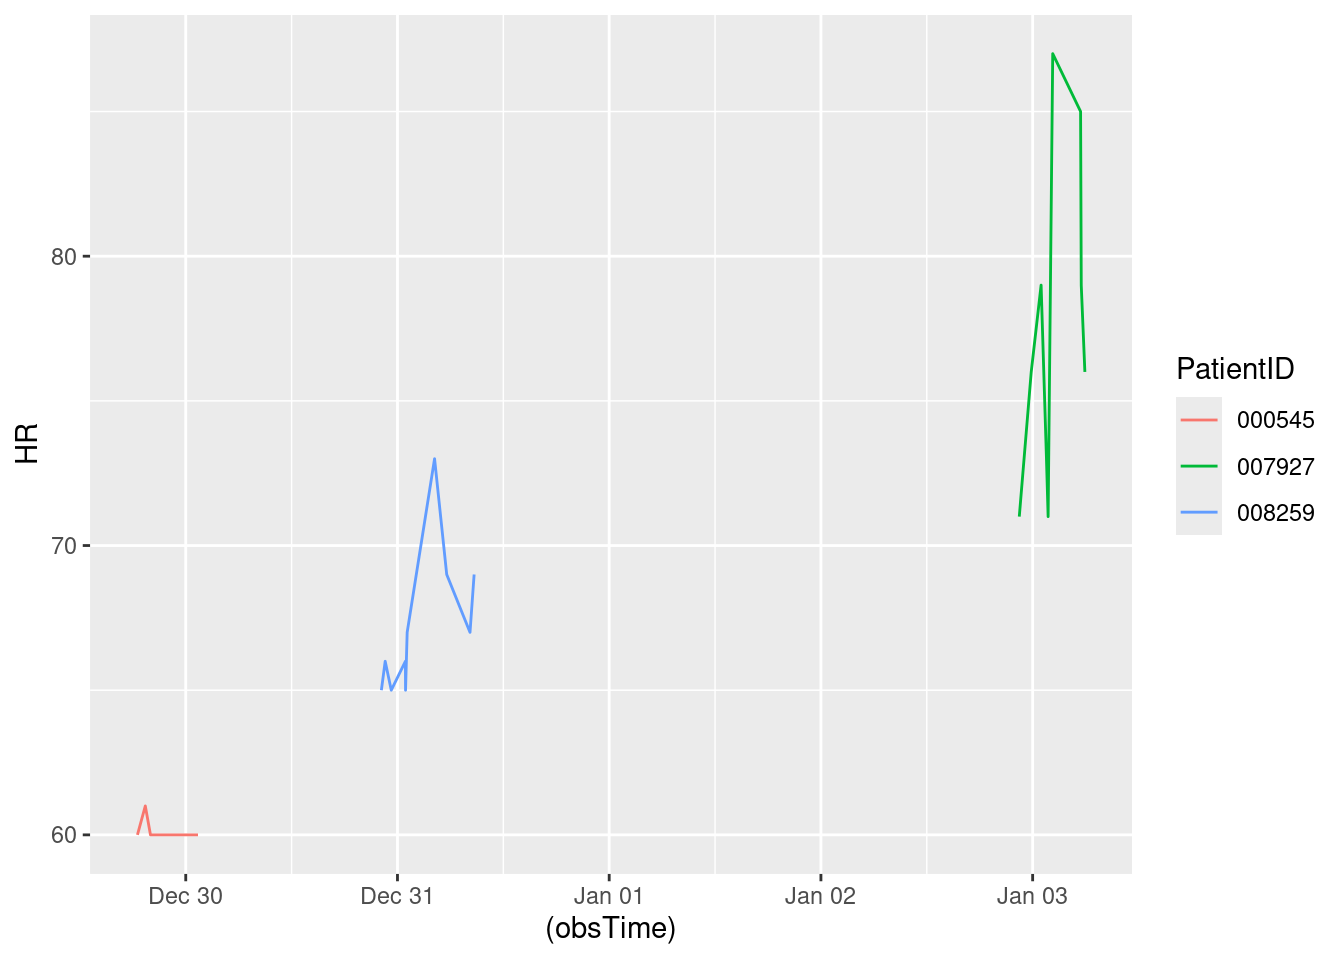 HR
80
70
60
Dec 30
Dec 31
Jan 01
Jan 02
Jan 03
(obsTime)
PatientID
000545
007927
008259